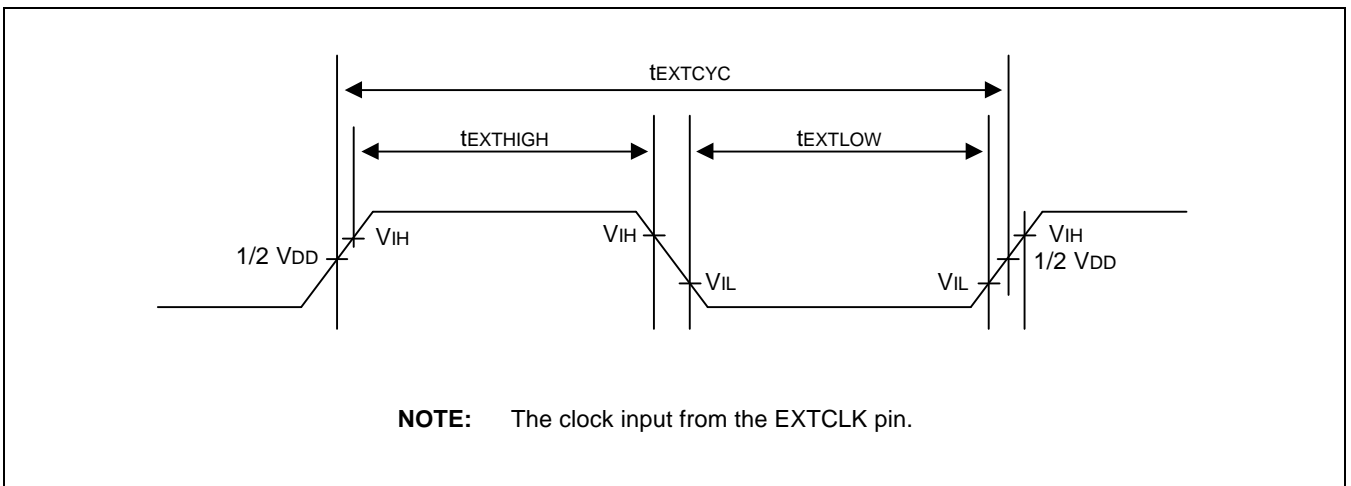 tEXTCYC
tEXTHIGH
tEXTLOW
VIH
VIH
VIH
1/2 VDD
1/2 VDD
VIL
VIL
NOTE: The clock input from the EXTCLK pin.